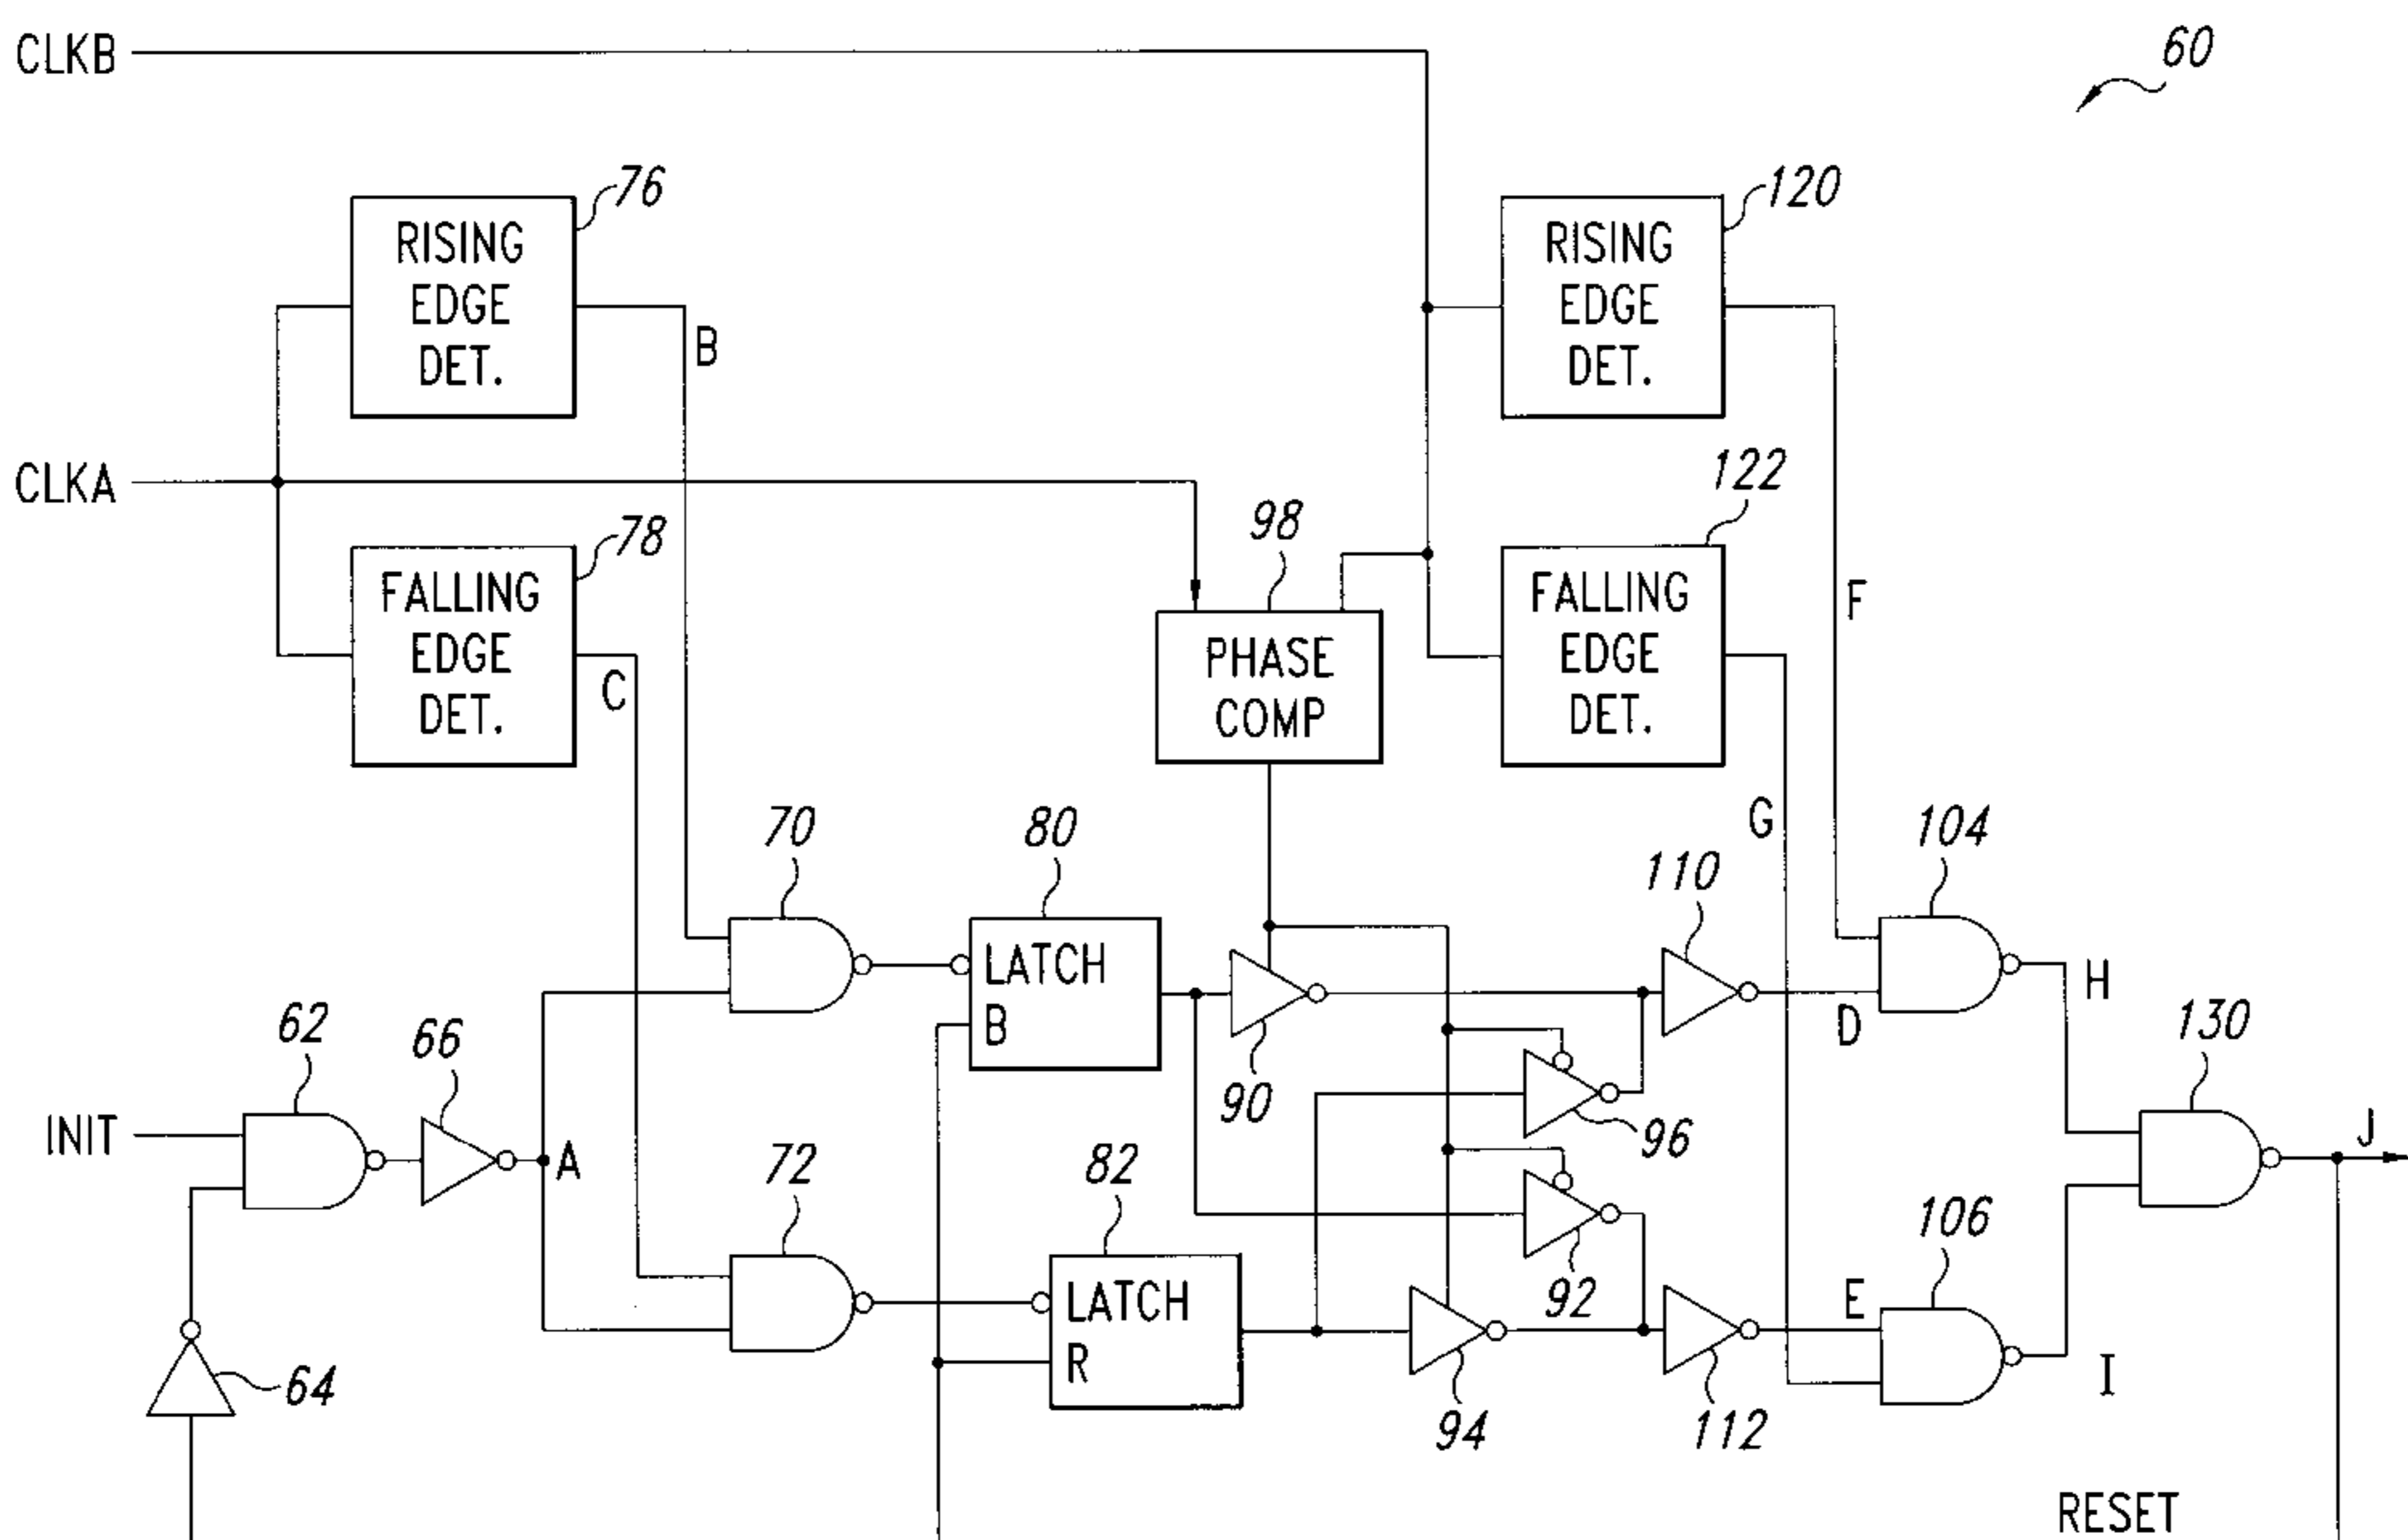 CLKB
60
76
RISING
EDGE
DET.
B
120
RISING
EDGE
DET.
CLKA
78
FALLING
EDGE
DET.
C
98
PHASE
COMP
122
FALLING
EDGE
DET.
F
G
70
80
LATCH
B
110
104
H
D
62
66
INIT
A
90
96
130
J
72
82
LATCH
R
92
E
106
I
64
94
112
RESET